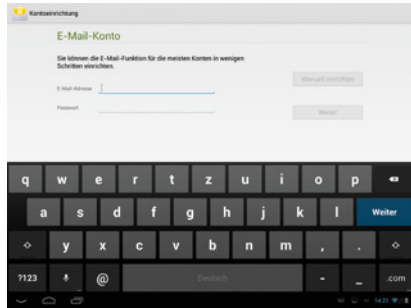 Kontoeinrichtung
E-Mail-Konto
Sie können die E-Mail-Funktion für die meisten Konten in wenigen
Schritten einrichten.
Manuell einrichten
E-Mail-Adresse
Passwort
Weiter
q w e r t z u i o p
a s d f g h j k l Weiter
y x c v b n m , .
?123 @ Deutsch - _ .com
14:21